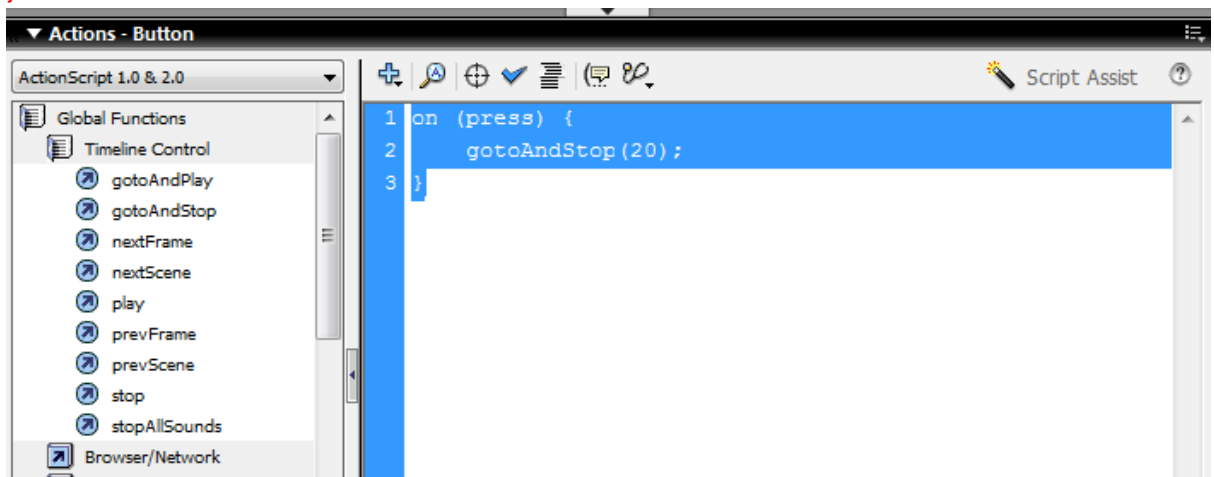 Actions - Button
ActionScript 1.0 & 2.0
Script Assist
Global Functions
Timeline Control
gotoAndPlay
gotoAndStop
nextFrame
nextScene
play
prevFrame
prevScene
stop
stopAllSounds
Browser/Network
1 on (press) {
2 gotoAndStop(20);
3 }